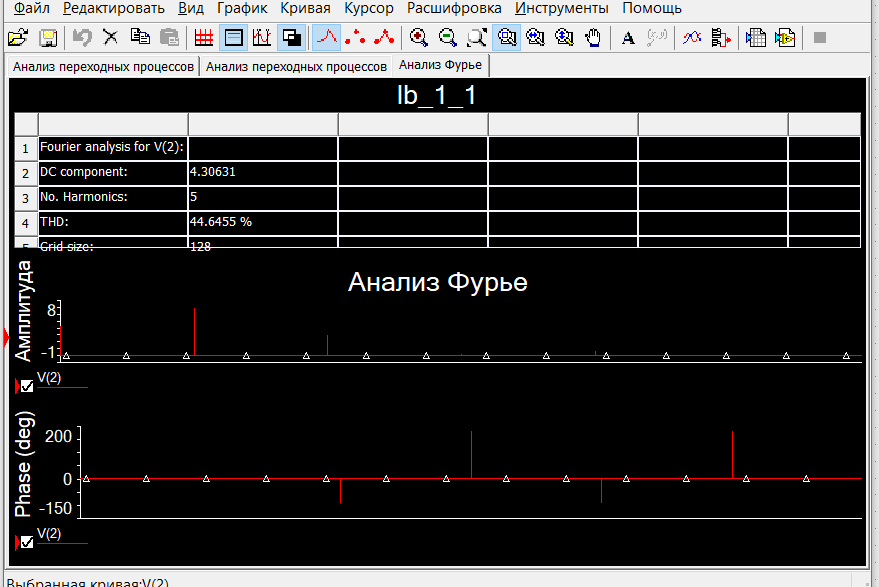 Файл Редактировать Вид График Кривая Курсор Расшифровка Инструменты Помощь
A
Анализ переходных процессов Анализ переходных процессов Анализ Фурье
lb_1_1
1 Fourier analysis for V(2):
2 DC component: 4.30631
3 No. Harmonics: 5
4 THD: 44.6455 %
5 Grid size: 128
Анализ Фурье
Амплитуда
8
-1
V(2)
Phase (deg)
200
0
-150
V(2)
Выбранная кривая:V(2)